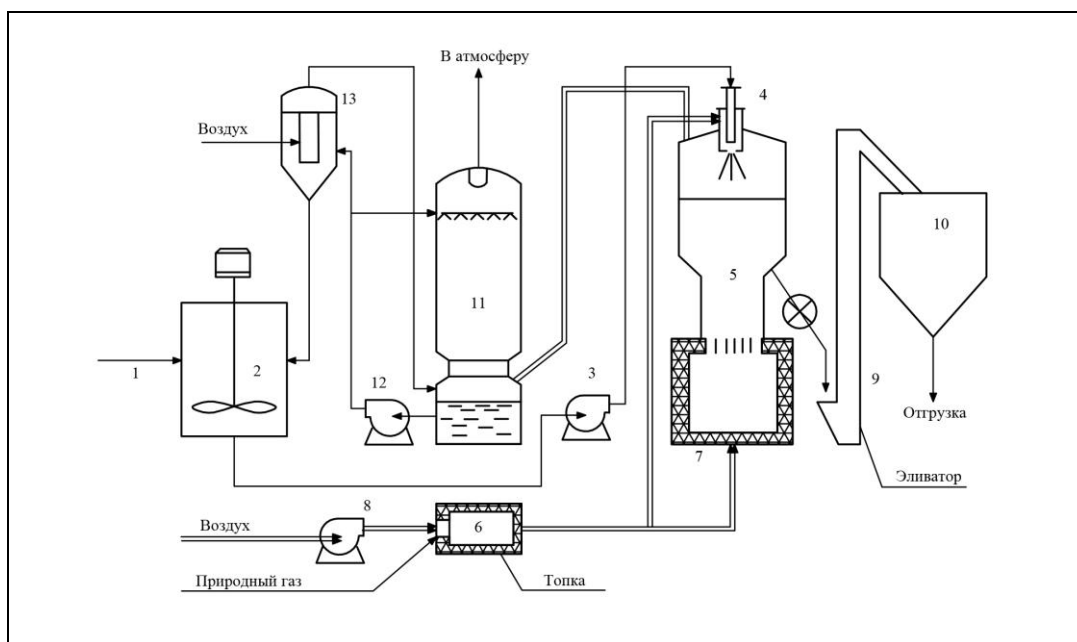 В атмосферу
13
4
Воздух
10
5
11
1
2
12
3
9
Отгрузка
7
Эливатор
8
Воздух
6
Природный газ
Топка